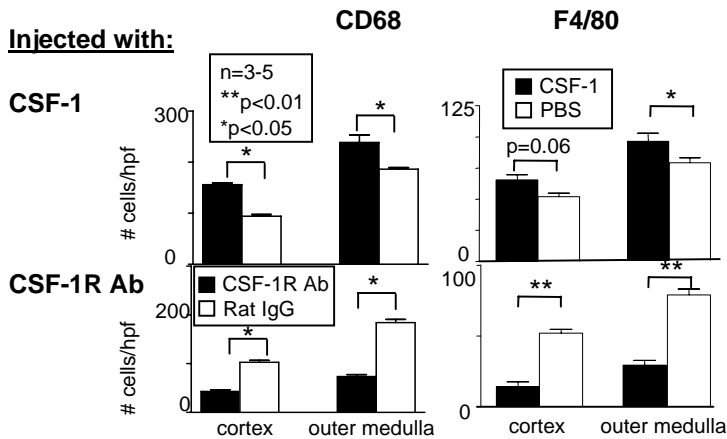 CD68
F4/80
Injected with:
CSF-1
n=3-5
**p<0.01
*p<0.05
CSF-1
PBS
300
0
# cells/hpf
*
*
125
0
p=0.06
*
CSF-1R Ab
CSF-1R Ab
Rat IgG
200
0
# cells/hpf
*
*
100
0
**
**
cortex
outer medulla
cortex
outer medulla